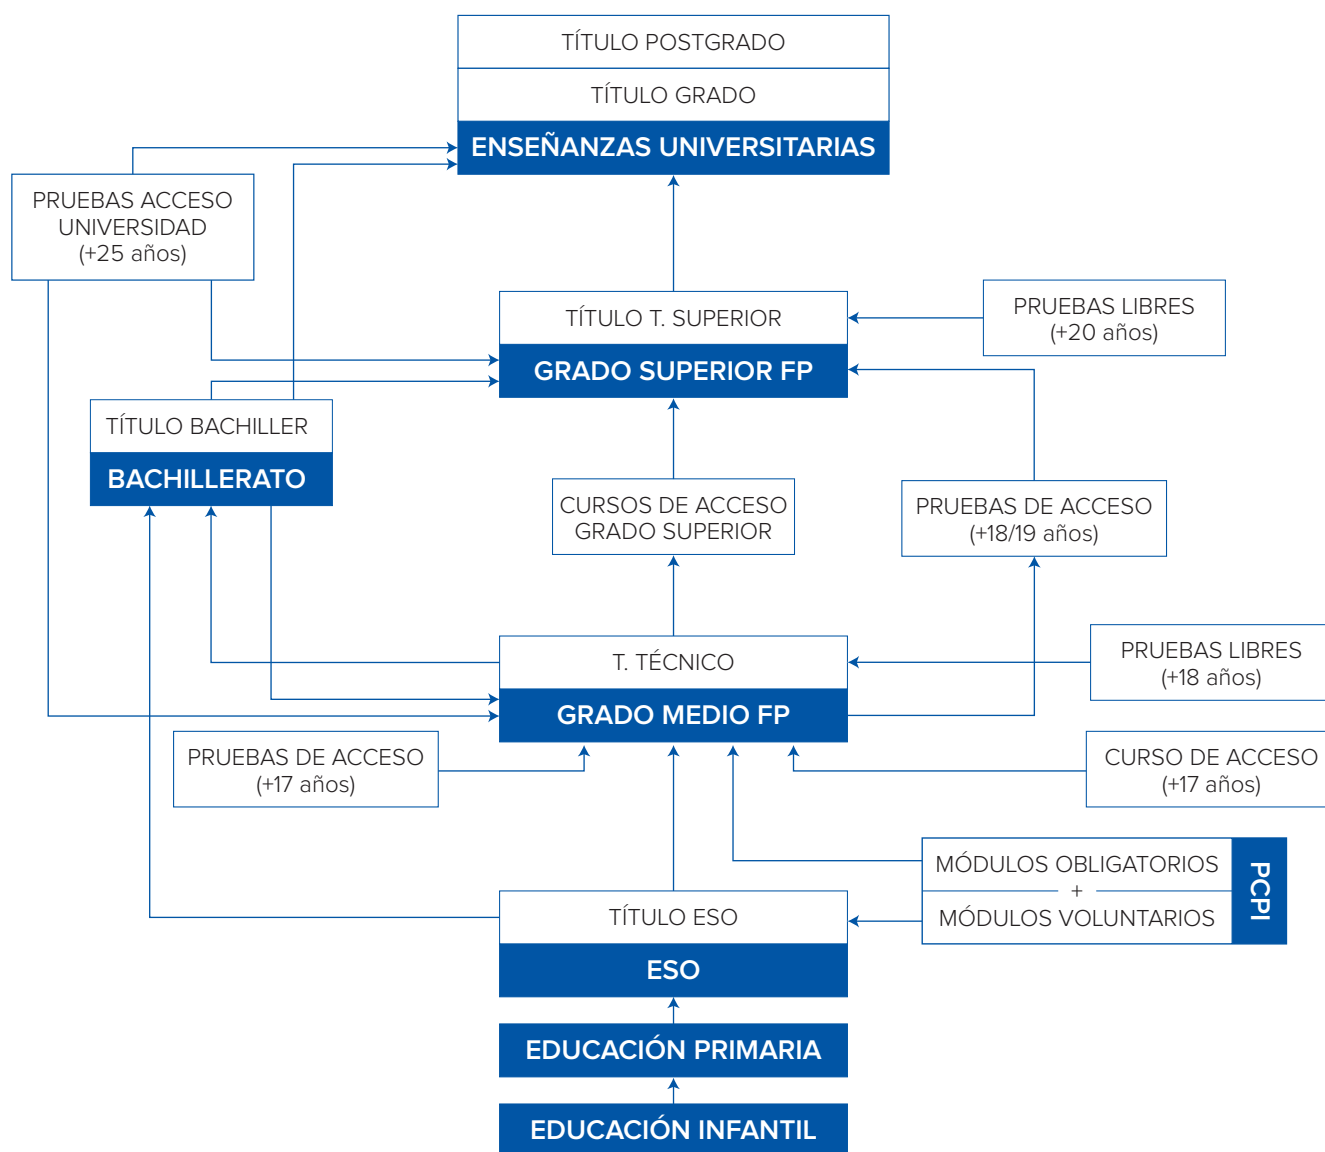 TÍTULO POSTGRADO
TÍTULO GRADO
ENSEÑANZAS UNIVERSITARIAS
PRUEBAS ACCESO
UNIVERSIDAD
(+25 años)
TÍTULO T. SUPERIOR
GRADO SUPERIOR FP
PRUEBAS LIBRES
(+20 años)
TÍTULO BACHILLER
BACHILLERATO
CURSOS DE ACCESO
GRADO SUPERIOR
PRUEBAS DE ACCESO
(+18/19 años)
T. TÉCNICO
GRADO MEDIO FP
PRUEBAS LIBRES
(+18 años)
PRUEBAS DE ACCESO
(+17 años)
CURSO DE ACCESO
(+17 años)
MÓDULOS OBLIGATORIOS
+
MÓDULOS VOLUNTARIOS
PCPI
TÍTULO ESO
ESO
EDUCACIÓN PRIMARIA
EDUCACIÓN INFANTIL